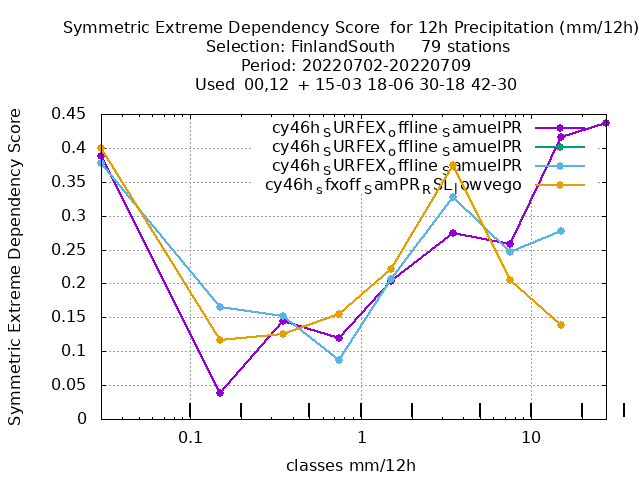 Symmetric Extreme Dependency Score  for 12h Precipitation (mm/12h)
Selection: FinlandSouth     79 stations
Period: 20220702-20220709
Used  00,12  + 15-03 18-06 30-18 42-30
Symmetric Extreme Dependency Score
0.45
0.4
0.35
0.3
0.25
0.2
0.15
0.1
0.05
0
cy46h_SURFEX_offline_SamuelPR
cy46h_SURFEX_offline_SamuelPR
cy46h_SURFEX_offline_SamuelPR
cy46h_sfxoff_SamPR_RSL_lowvego
0.1 1 10
classes mm/12h